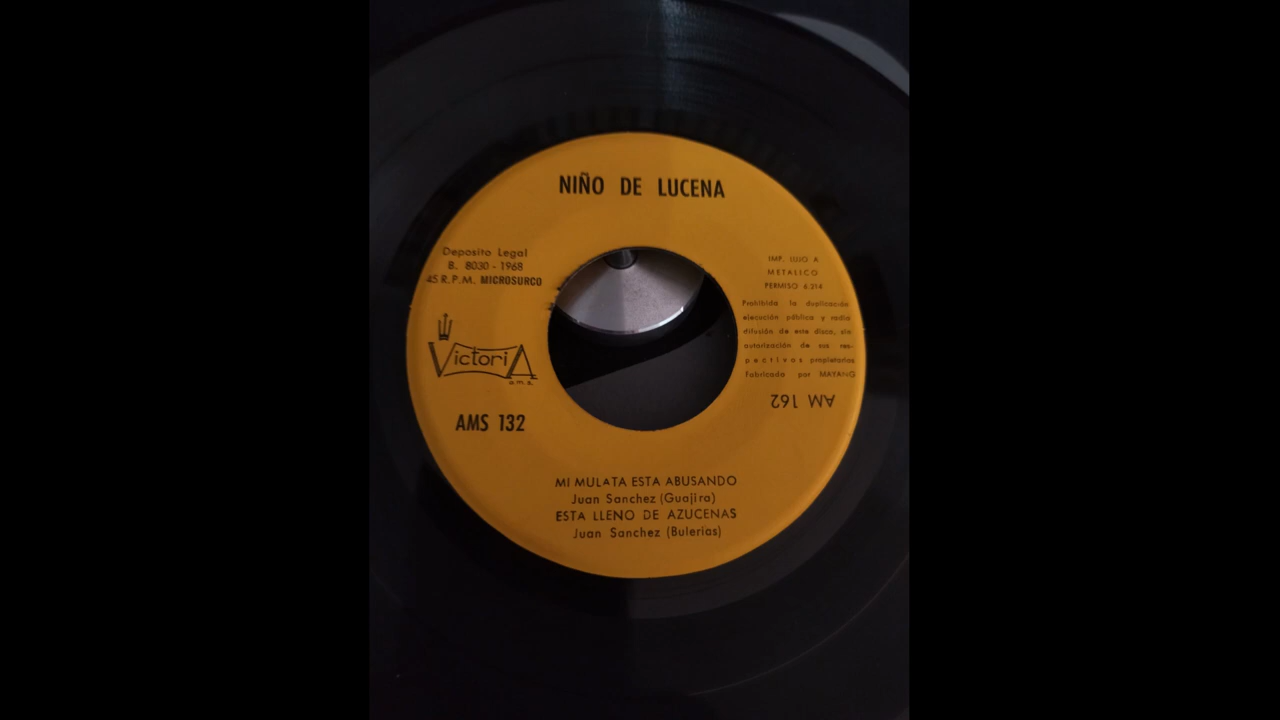 NIÑO DE LUCENA
Deposito Legal
B. 8030 - 1968
45 R.P.M. MICROSURCO
VictoriA
a.m.s.
AMS 132
IMP. LUJO A
METALICO
PERMISO 6.214
Prohibida la duplicación
ejecución pública y radio
difusión de este disco, sin
autorización de sus res-
pectivos propietarios
Fabricado por MAYANG
AM 162
MI MULATA ESTA ABUSANDO
Juan Sanchez (Guajira)
ESTA LLENO DE AZUCENAS
Juan Sanchez (Bulerias)